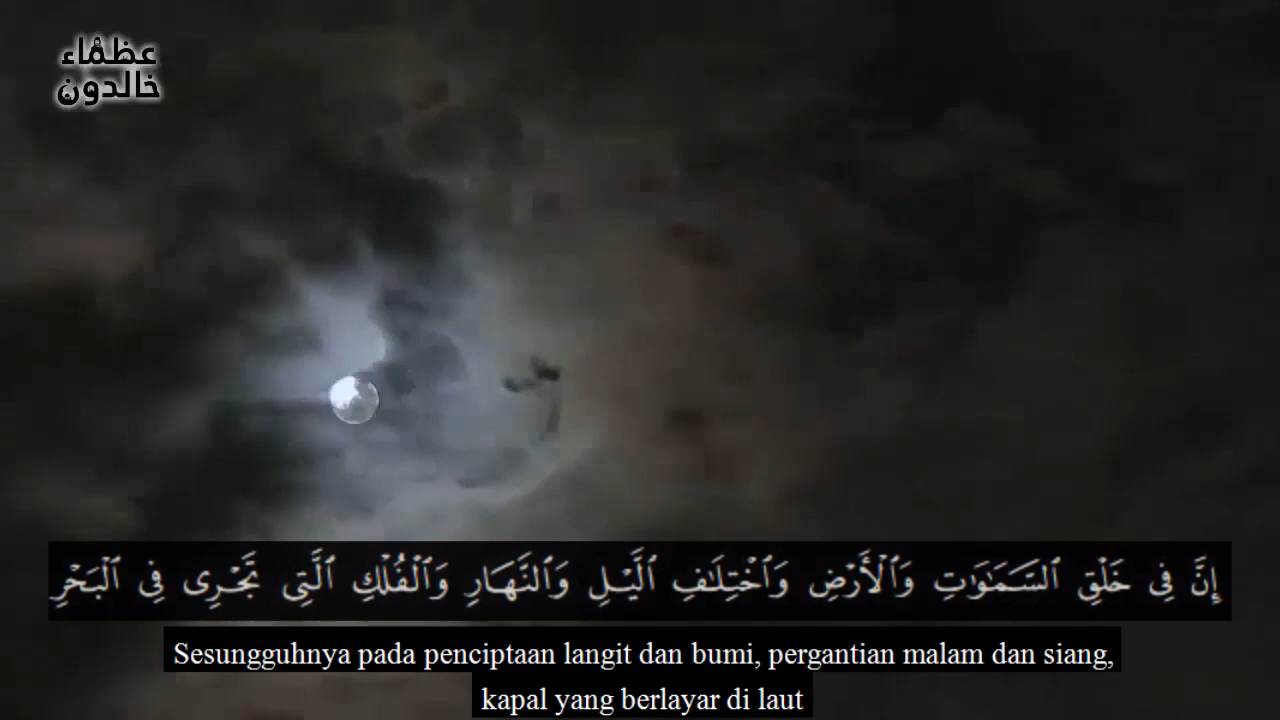 عظماء
خالدون
إِنَّ فِى خَلْقِ ٱلسَّمَٰوَٰتِ وَٱلْأَرْضِ وَٱخْتِلَٰفِ ٱلَّيْلِ وَٱلنَّهَارِ وَٱلْفُلْكِ ٱلَّتِى تَجْرِى فِى ٱلْبَحْرِ
Sesungguhnya pada penciptaan langit dan bumi, pergantian malam dan siang,
kapal yang berlayar di laut